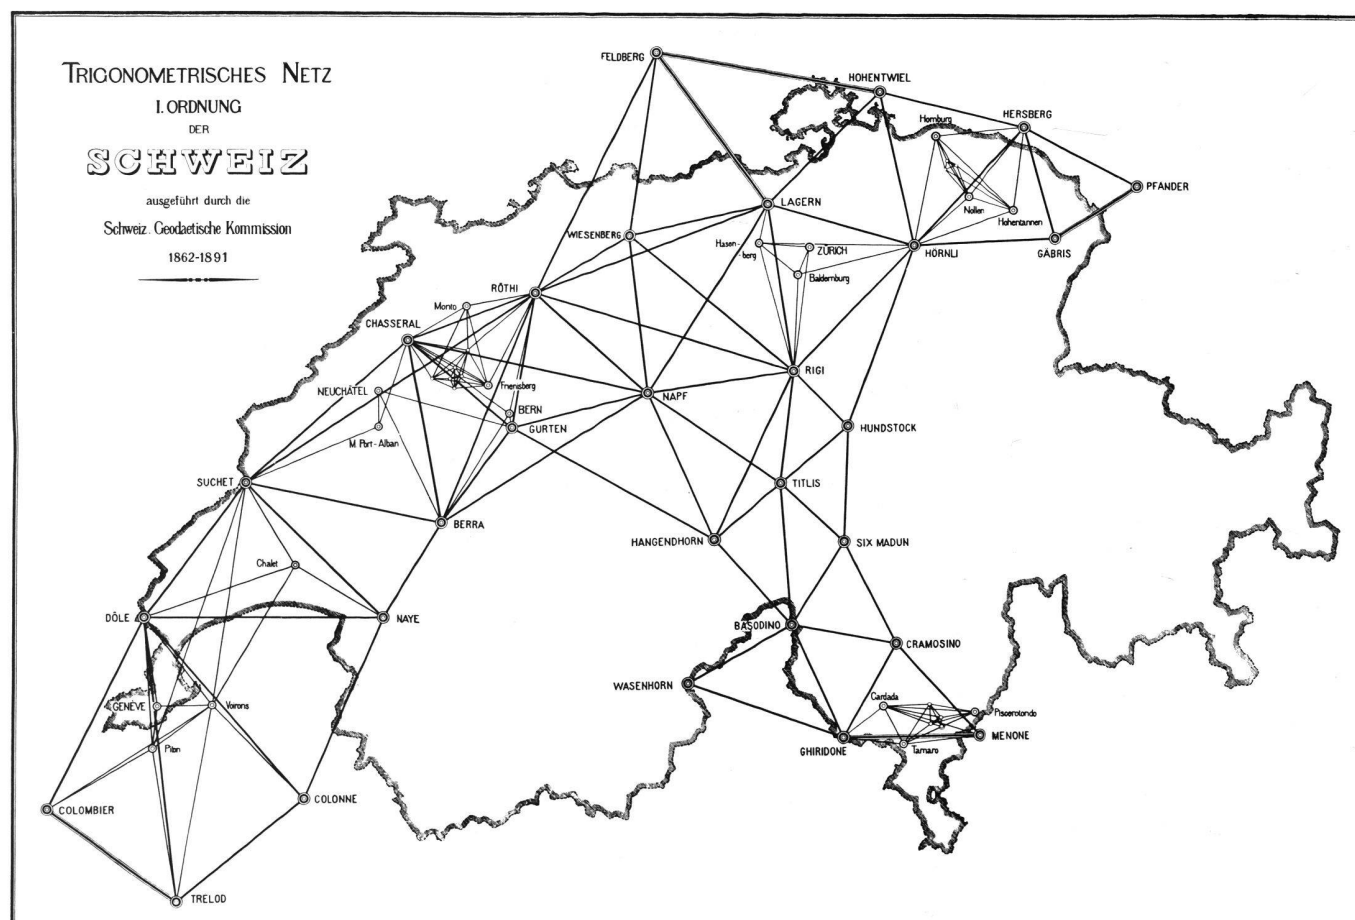 TRIGONOMETRISCHES NETZ
I. ORDNUNG
DER
SCHWEIZ
ausgeführt durch die
Schweiz. Geodaetische Kommission
1862-1891
FELDBERG
HOHENTWIEL
HERSBERG
Homburg
PFÄNDER
LAGERN
Nollen
Hohentannen
WIESENBERG
Hasen-
berg
ZÜRICH
HÖRNLI
GÄBRIS
Baldernburg
RÖTHI
Monto
CHASSERAL
RIGI
NEUCHÂTEL
Frienisberg
NAPF
BERN
GURTEN
HUNDSTOCK
M. Port-Alban
SUCHET
TITLIS
BERRA
HANGENDHORN
SIX MADUN
Chalet
DÔLE
NAYE
BASODINO
CRAMOSINO
WASENHORN
GENÈVE
Voirons
Cardada
Piscerotondo
Piton
GHIRIDONE
Tamaro
MENONE
COLOMBIER
COLONNE
TRELOD